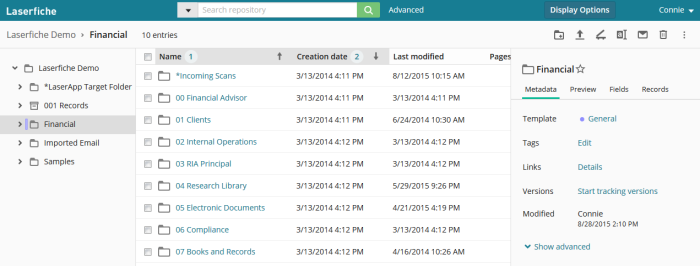 Laserfiche
Search repository
Advanced
Display Options
Connie
Laserfiche Demo › Financial 10 entries
Laserfiche Demo
*LaserApp Target Folder
001 Records
Financial
Imported Email
Samples
Name 1 Creation date 2 Last modified Pages
*Incoming Scans 3/13/2014 4:11 PM 8/12/2015 10:15 AM
00 Financial Advisor 3/13/2014 4:11 PM 3/13/2014 4:11 PM
01 Clients 3/13/2014 4:11 PM 6/24/2014 10:30 AM
02 Internal Operations 3/13/2014 4:12 PM 3/13/2014 4:12 PM
03 RIA Principal 3/13/2014 4:12 PM 3/13/2014 4:12 PM
04 Research Library 3/13/2014 4:12 PM 5/29/2015 9:26 PM
05 Electronic Documents 3/13/2014 4:12 PM 4/21/2015 4:19 PM
06 Compliance 3/13/2014 4:12 PM 3/13/2014 4:12 PM
07 Books and Records 3/13/2014 4:12 PM 4/16/2014 10:26 AM
Financial
Metadata Preview Fields Records
Template General
Tags Edit
Links Details
Versions Start tracking versions
Modified Connie
8/28/2015 2:10 PM
Show advanced